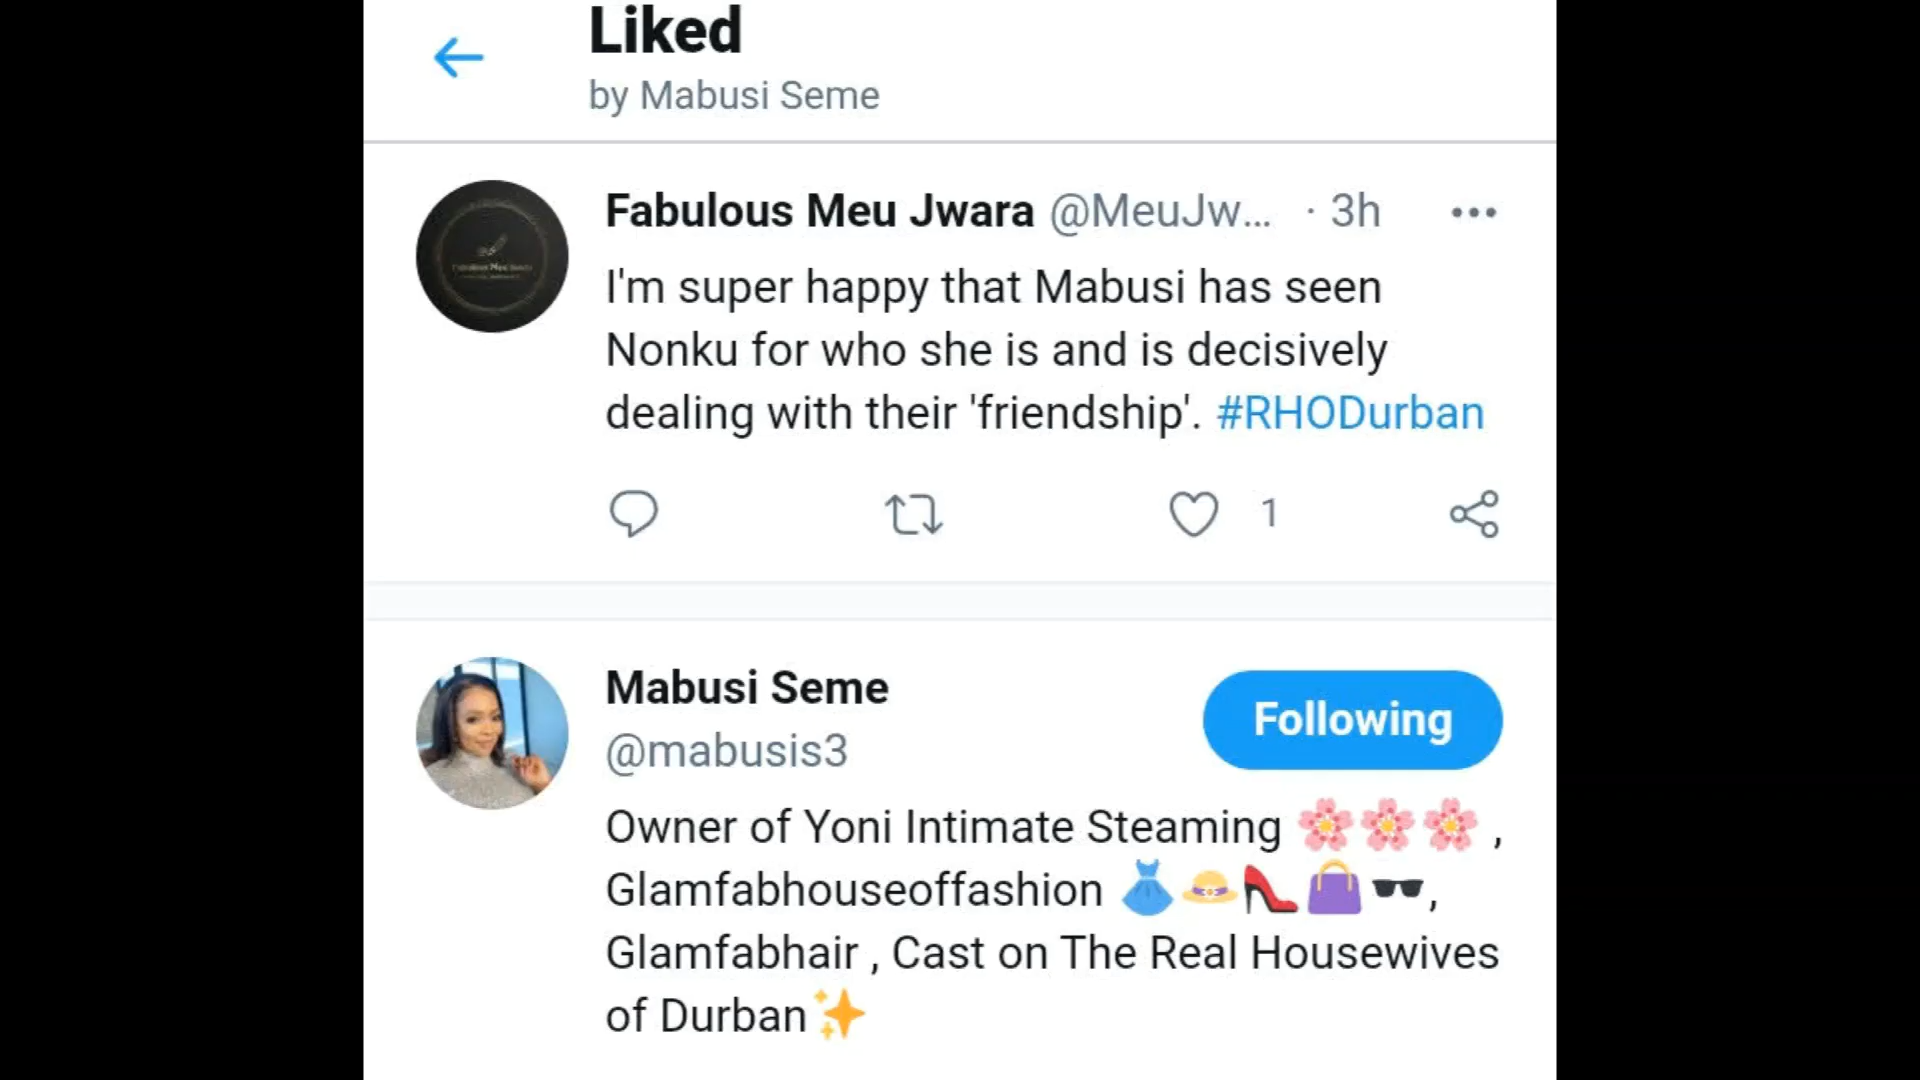 Liked
by Mabusi Seme
Fabulous Meu Jwara @MeuJw... · 3h
I'm super happy that Mabusi has seen
Nonku for who she is and is decisively
dealing with their 'friendship'. #RHODurban
1
Mabusi Seme
Following
@mabusis3
Owner of Yoni Intimate Steaming 🌸🌸🌸 ,
Glamfabhouseoffashion 👗👒👠👜🕶️,
Glamfabhair , Cast on The Real Housewives
of Durban✨